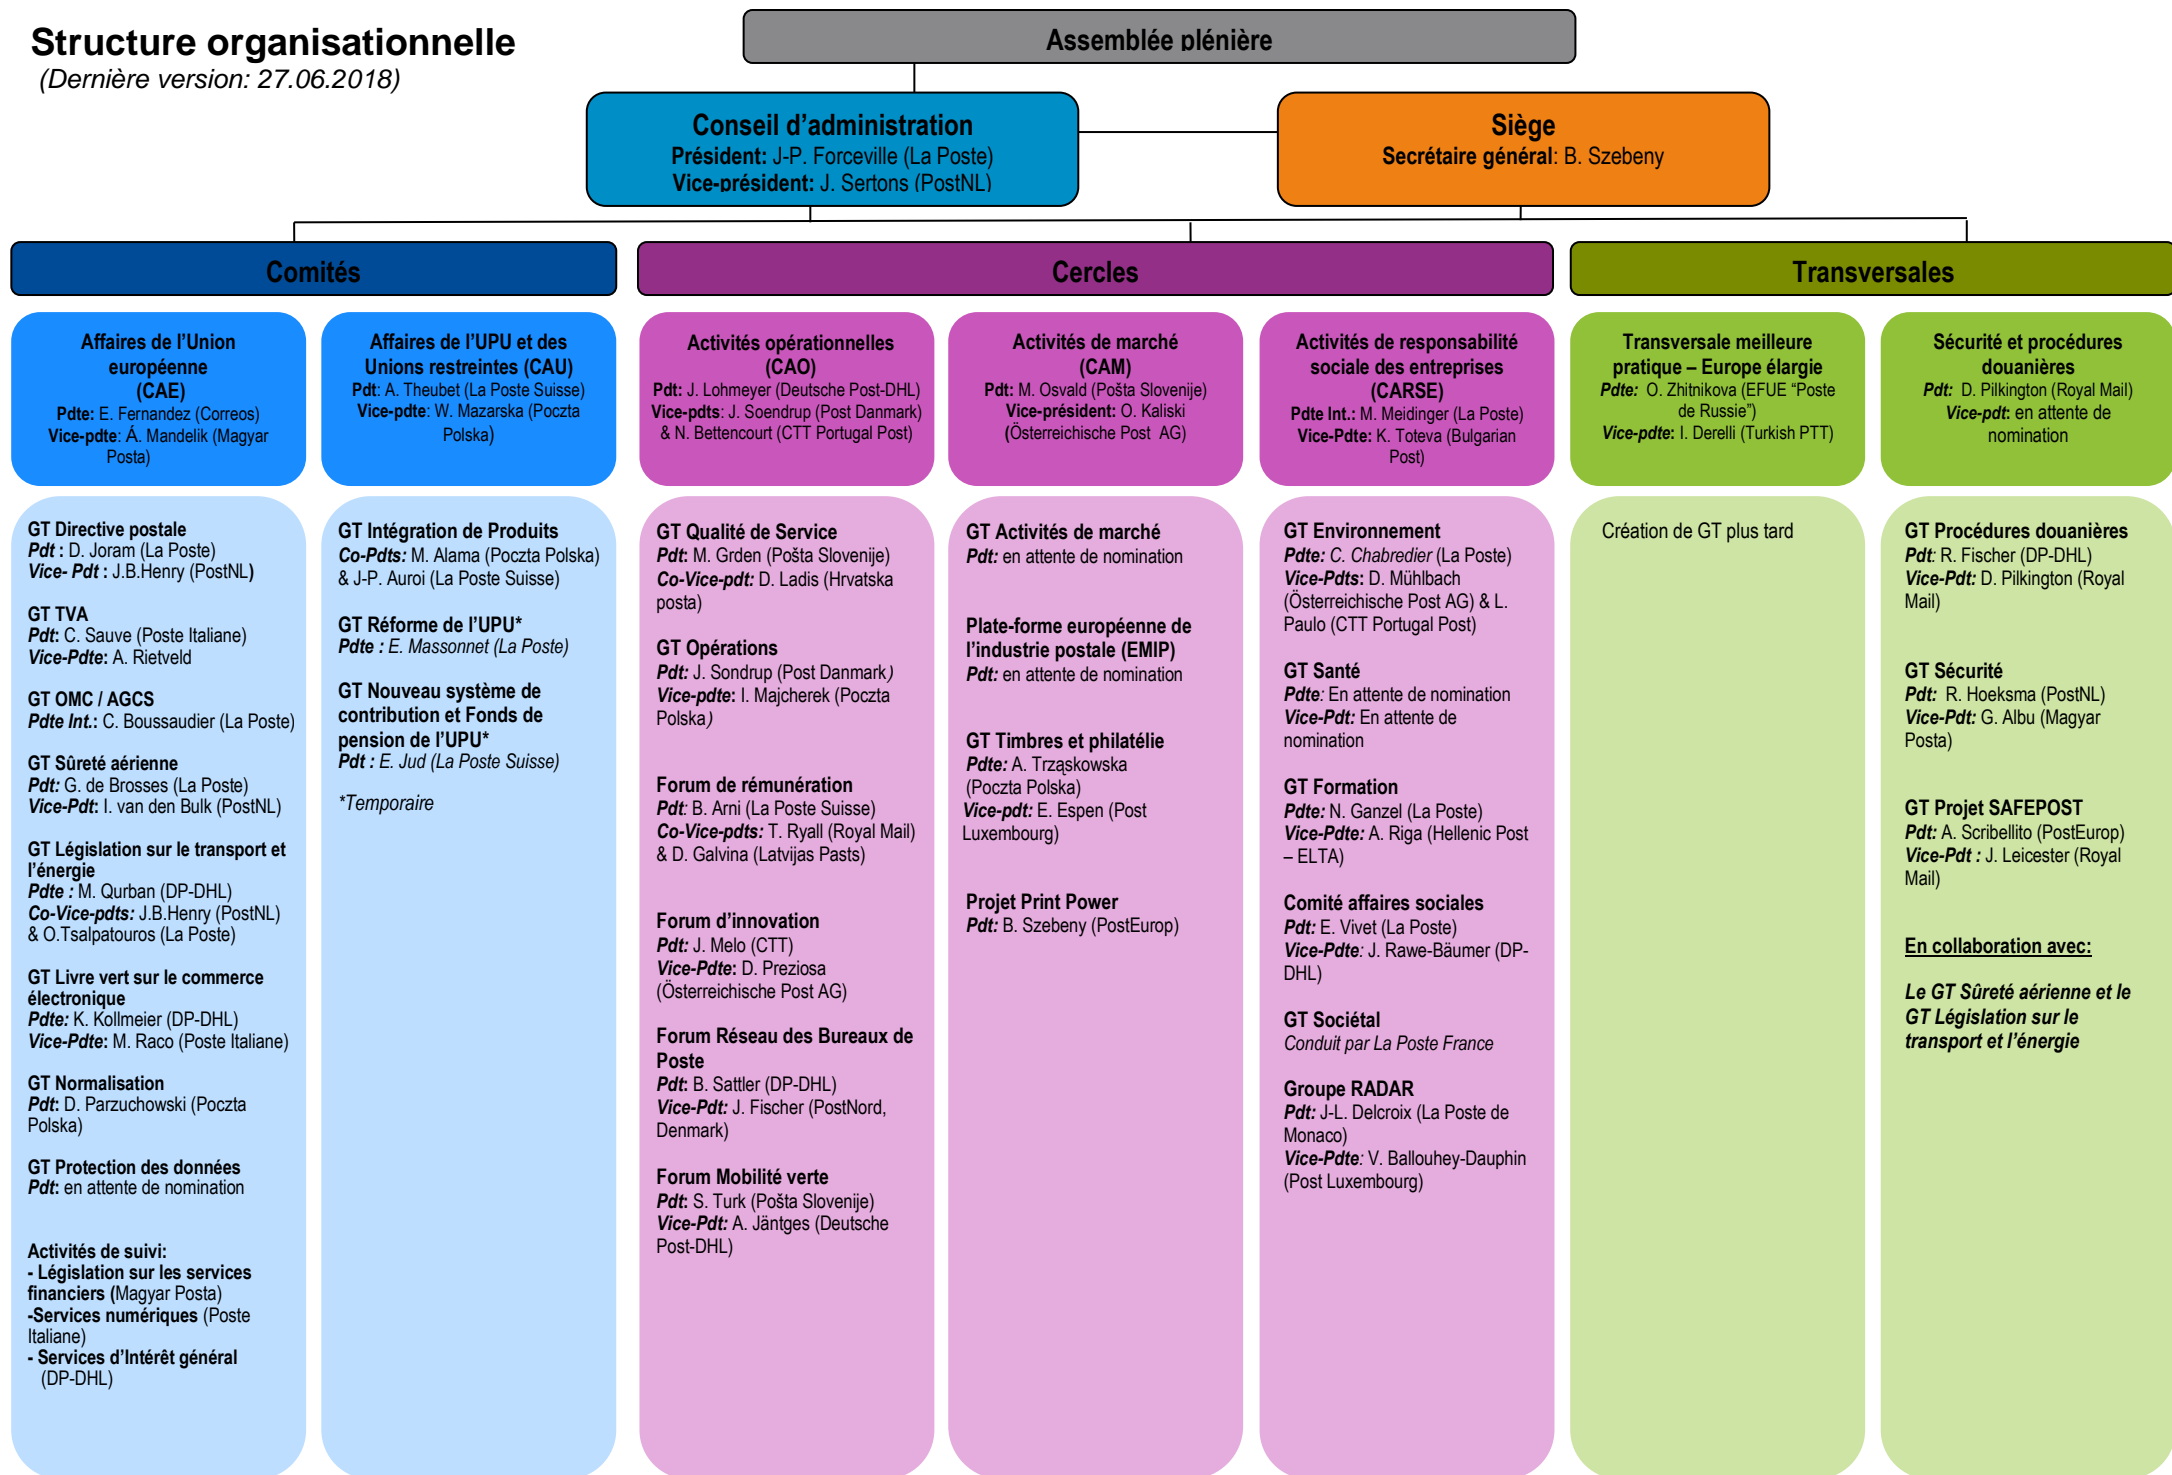 Structure organisationnelle
(Dernière version: 27.06.2018)
Assemblée plénière
Conseil d’administration
Président: J-P. Forceville (La Poste)
Vice-président: J. Sertons (PostNL)
Siège
Secrétaire général: B. Szebeny
Comités
Cercles
Transversales
Affaires de l’Union
européenne
(CAE)
Pdte: E. Fernandez (Correos)
Vice-pdte: Á. Mandelik (Magyar
Posta)
Affaires de l’UPU et des
Unions restreintes (CAU)
Pdt: A. Theubet (La Poste Suisse)
Vice-pdte: W. Mazarska (Poczta
Polska)
Activités opérationnelles
(CAO)
Pdt: J. Lohmeyer (Deutsche Post-DHL)
Vice-pdts: J. Soendrup (Post Danmark)
& N. Bettencourt (CTT Portugal Post)
Activités de marché
(CAM)
Pdt: M. Osvald (Pošta Slovenije)
Vice-président: O. Kaliski
(Österreichische Post  AG)
Activités de responsabilité
sociale des entreprises
(CARSE)
Pdte Int.: M. Meidinger (La Poste)
Vice-Pdte: K. Toteva (Bulgarian
Post)
Transversale meilleure
pratique – Europe élargie
Pdte:  O. Zhitnikova (EFUE “Poste
de Russie”)
Vice-pdte: I. Derelli (Turkish PTT)
Sécurité et procédures
douanières
Pdt:  D. Pilkington (Royal Mail)
Vice-pdt: en attente de
nomination
GT Directive postale
Pdt : D. Joram (La Poste)
Vice- Pdt : J.B.Henry (PostNL)
GT TVA
Pdt: C. Sauve (Poste Italiane)
Vice-Pdte: A. Rietveld
GT OMC / AGCS
Pdte Int.: C. Boussaudier (La Poste)
GT Sûreté aérienne
Pdt: G. de Brosses (La Poste)
Vice-Pdt: I. van den Bulk (PostNL)
GT Législation sur le transport et
l’énergie
Pdte : M. Qurban (DP-DHL)
Co-Vice-pdts: J.B.Henry (PostNL)
& O.Tsalpatouros (La Poste)
GT Livre vert sur le commerce
électronique
Pdte: K. Kollmeier (DP-DHL)
Vice-Pdte: M. Raco (Poste Italiane)
GT Normalisation
Pdt: D. Parzuchowski (Poczta
Polska)
GT Protection des données
Pdt: en attente de nomination
Activités de suivi:
- Législation sur les services
financiers (Magyar Posta)
-Services numériques (Poste
Italiane)
- Services d’Intérêt général
(DP-DHL)
GT Intégration de Produits
Co-Pdts: M. Alama (Poczta Polska)
& J-P. Auroi (La Poste Suisse)
GT Réforme de l’UPU*
Pdte : E. Massonnet (La Poste)
GT Nouveau système de
contribution et Fonds de
pension de l’UPU*
Pdt : E. Jud (La Poste Suisse)
*Temporaire
GT Qualité de Service
Pdt: M. Grden (Pošta Slovenije)
Co-Vice-pdt: D. Ladis (Hrvatska
posta)
GT Opérations
Pdt: J. Sondrup (Post Danmark)
Vice-pdte: I. Majcherek (Poczta
Polska)
Forum de rémunération
Pdt: B. Arni (La Poste Suisse)
Co-Vice-pdts: T. Ryall (Royal Mail)
& D. Galvina (Latvijas Pasts)
Forum d’innovation
Pdt: J. Melo (CTT)
Vice-Pdte: D. Preziosa
(Österreichische Post AG)
Forum Réseau des Bureaux de
Poste
Pdt: B. Sattler (DP-DHL)
Vice-Pdt: J. Fischer (PostNord,
Denmark)
Forum Mobilité verte
Pdt: S. Turk (Pošta Slovenije)
Vice-Pdt: A. Jäntges (Deutsche
Post-DHL)
GT Activités de marché
Pdt: en attente de nomination
Plate-forme européenne de
l’industrie postale (EMIP)
Pdt: en attente de nomination
GT Timbres et philatélie
Pdte: A. Trząskowska
(Poczta Polska)
Vice-pdt: E. Espen (Post
Luxembourg)
Projet Print Power
Pdt: B. Szebeny (PostEurop)
GT Environnement
Pdte: C. Chabredier (La Poste)
Vice-Pdts: D. Mühlbach
(Österreichische Post AG) & L.
Paulo (CTT Portugal Post)
GT Santé
Pdte: En attente de nomination
Vice-Pdt: En attente de
nomination
GT Formation
Pdte: N. Ganzel (La Poste)
Vice-Pdte: A. Riga (Hellenic Post
– ELTA)
Comité affaires sociales
Pdt: E. Vivet (La Poste)
Vice-Pdte: J. Rawe-Bäumer (DP-
DHL)
GT Sociétal
Conduit par La Poste France
Groupe RADAR
Pdt: J-L. Delcroix (La Poste de
Monaco)
Vice-Pdte: V. Ballouhey-Dauphin
(Post Luxembourg)
Création de GT plus tard
GT Procédures douanières
Pdt: R. Fischer (DP-DHL)
Vice-Pdt: D. Pilkington (Royal
Mail)
GT Sécurité
Pdt:  R. Hoeksma (PostNL)
Vice-Pdt: G. Albu (Magyar
Posta)
GT Projet SAFEPOST
Pdt: A. Scribellito (PostEurop)
Vice-Pdt : J. Leicester (Royal
Mail)
En collaboration avec:
Le GT Sûreté aérienne et le
GT Législation sur le
transport et l’énergie